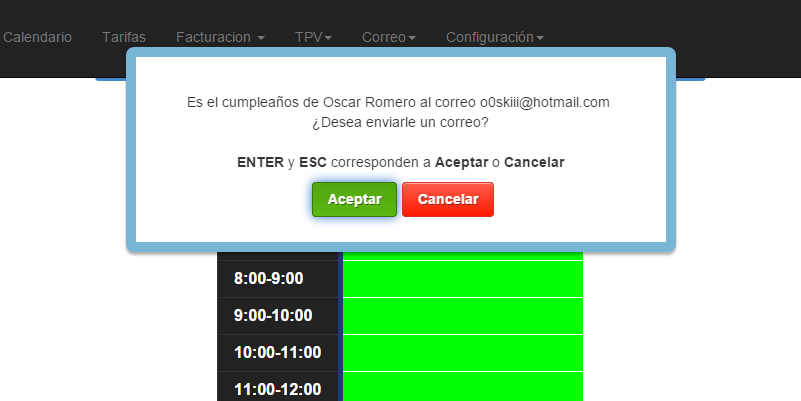 Calendario Tarifas Facturacion TPV Correo Configuración
Es el cumpleaños de Oscar Romero al correo o0skiii@hotmail.com
¿Desea enviarle un correo?
ENTER y ESC corresponden a Aceptar o Cancelar
Aceptar Cancelar
8:00-9:00
9:00-10:00
10:00-11:00
11:00-12:00